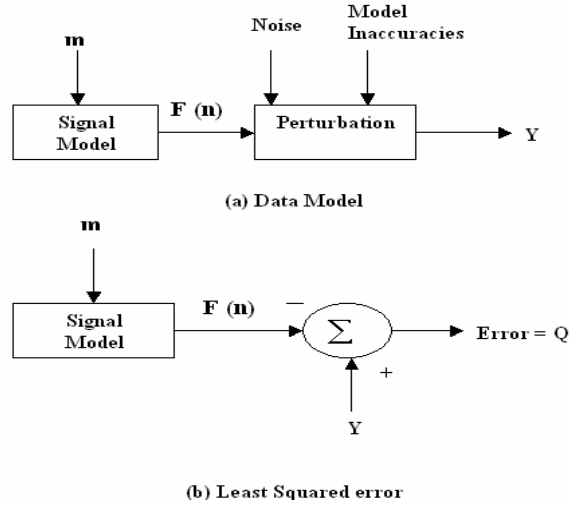 Noise
Model
Inaccuracies
m
F (n)
Signal
Model
Perturbation
Y
(a) Data Model
m
F (n)
−
Signal
Model
Σ
Error = Q
+
Y
(b) Least Squared error